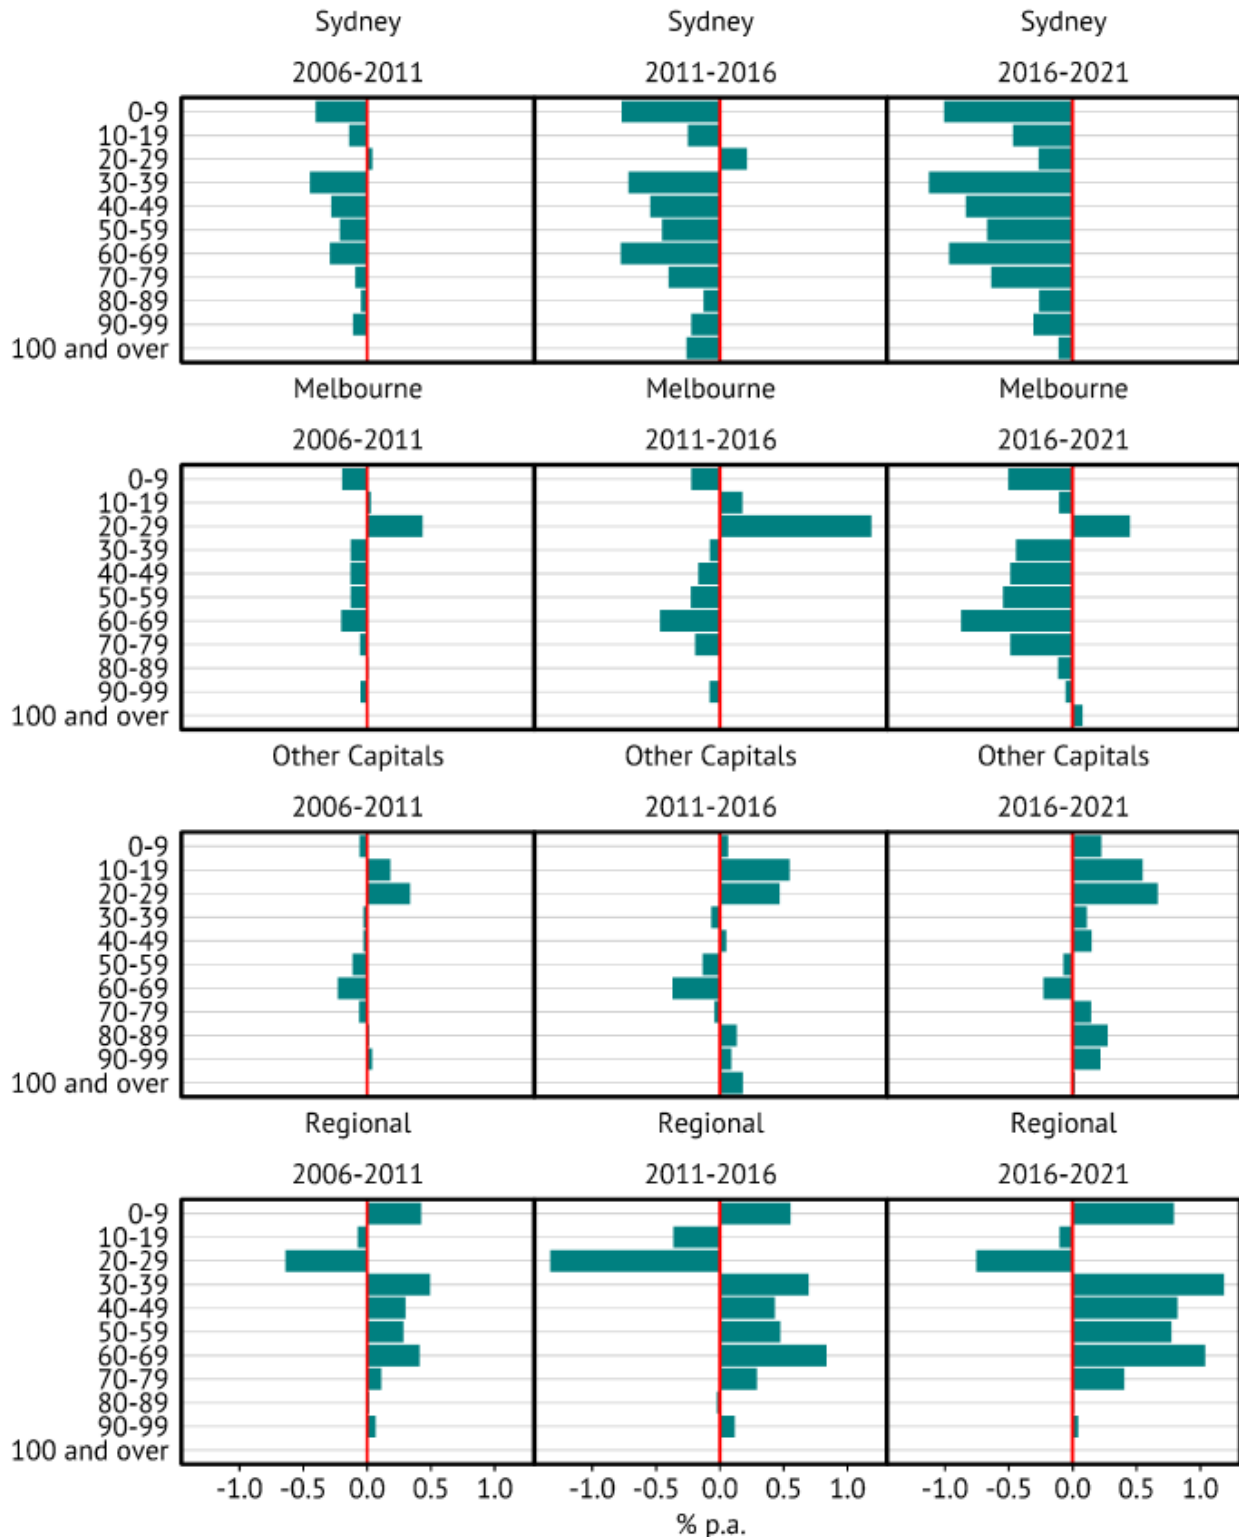 Sydney Sydney Sydney
2006-2011 2011-2016 2016-2021
0-9
10-19
20-29
30-39
40-49
50-59
60-69
70-79
80-89
90-99
100 and over
Melbourne Melbourne Melbourne
2006-2011 2011-2016 2016-2021
0-9
10-19
20-29
30-39
40-49
50-59
60-69
70-79
80-89
90-99
100 and over
Other Capitals Other Capitals Other Capitals
2006-2011 2011-2016 2016-2021
0-9
10-19
20-29
30-39
40-49
50-59
60-69
70-79
80-89
90-99
100 and over
Regional Regional Regional
2006-2011 2011-2016 2016-2021
0-9
10-19
20-29
30-39
40-49
50-59
60-69
70-79
80-89
90-99
100 and over
-1.0 -0.5 0.0 0.5 1.0 -1.0 -0.5 0.0 0.5 1.0 -1.0 -0.5 0.0 0.5 1.0
% p.a.